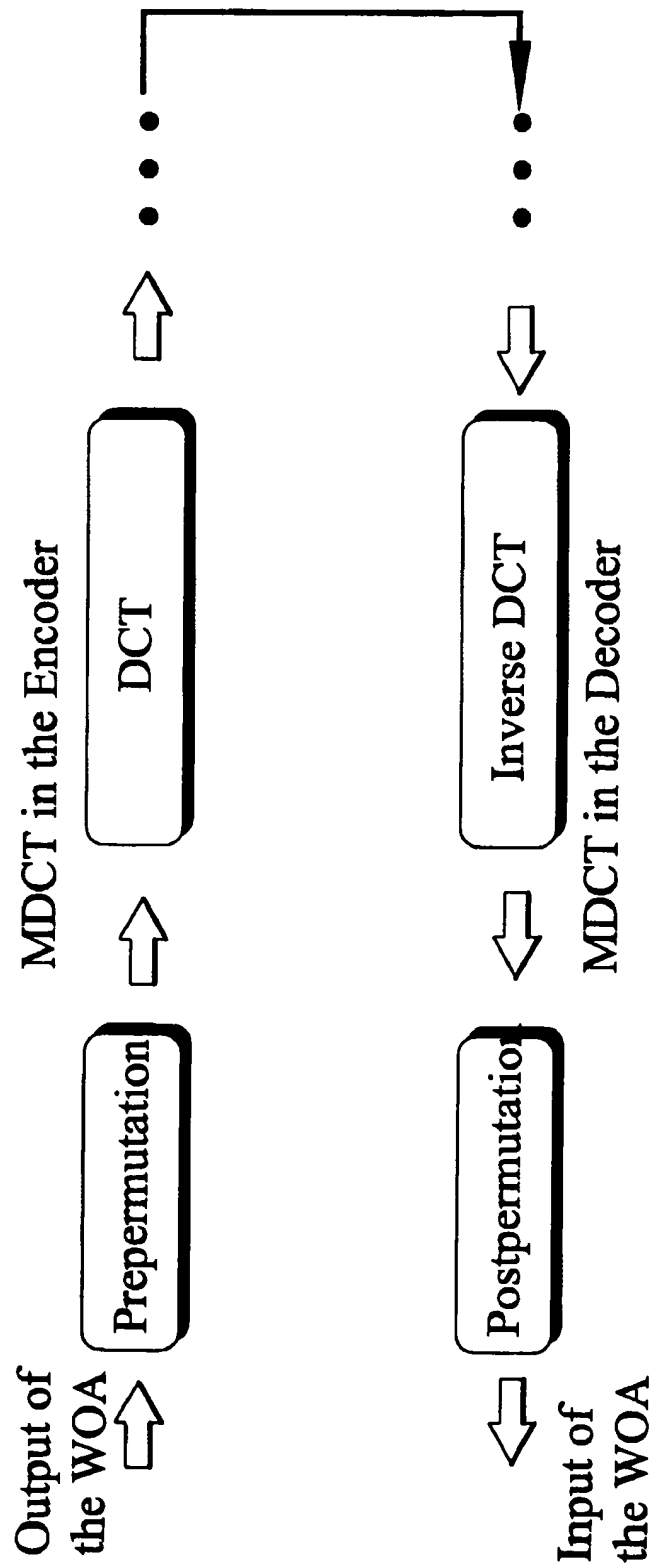 MDCT in the Encoder
Output of
the WOA
Prepermutation
DCT
Input of
the WOA
Postpermutation
Inverse DCT
MDCT in the Decoder